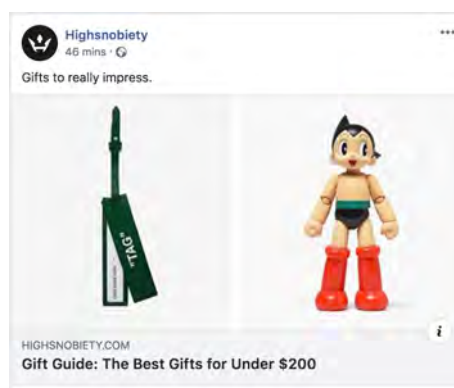 Highsnobiety
46 mins ·
Gifts to really impress.
"TAG"
i
HIGHSNOBIETY.COM
Gift Guide: The Best Gifts for Under $200